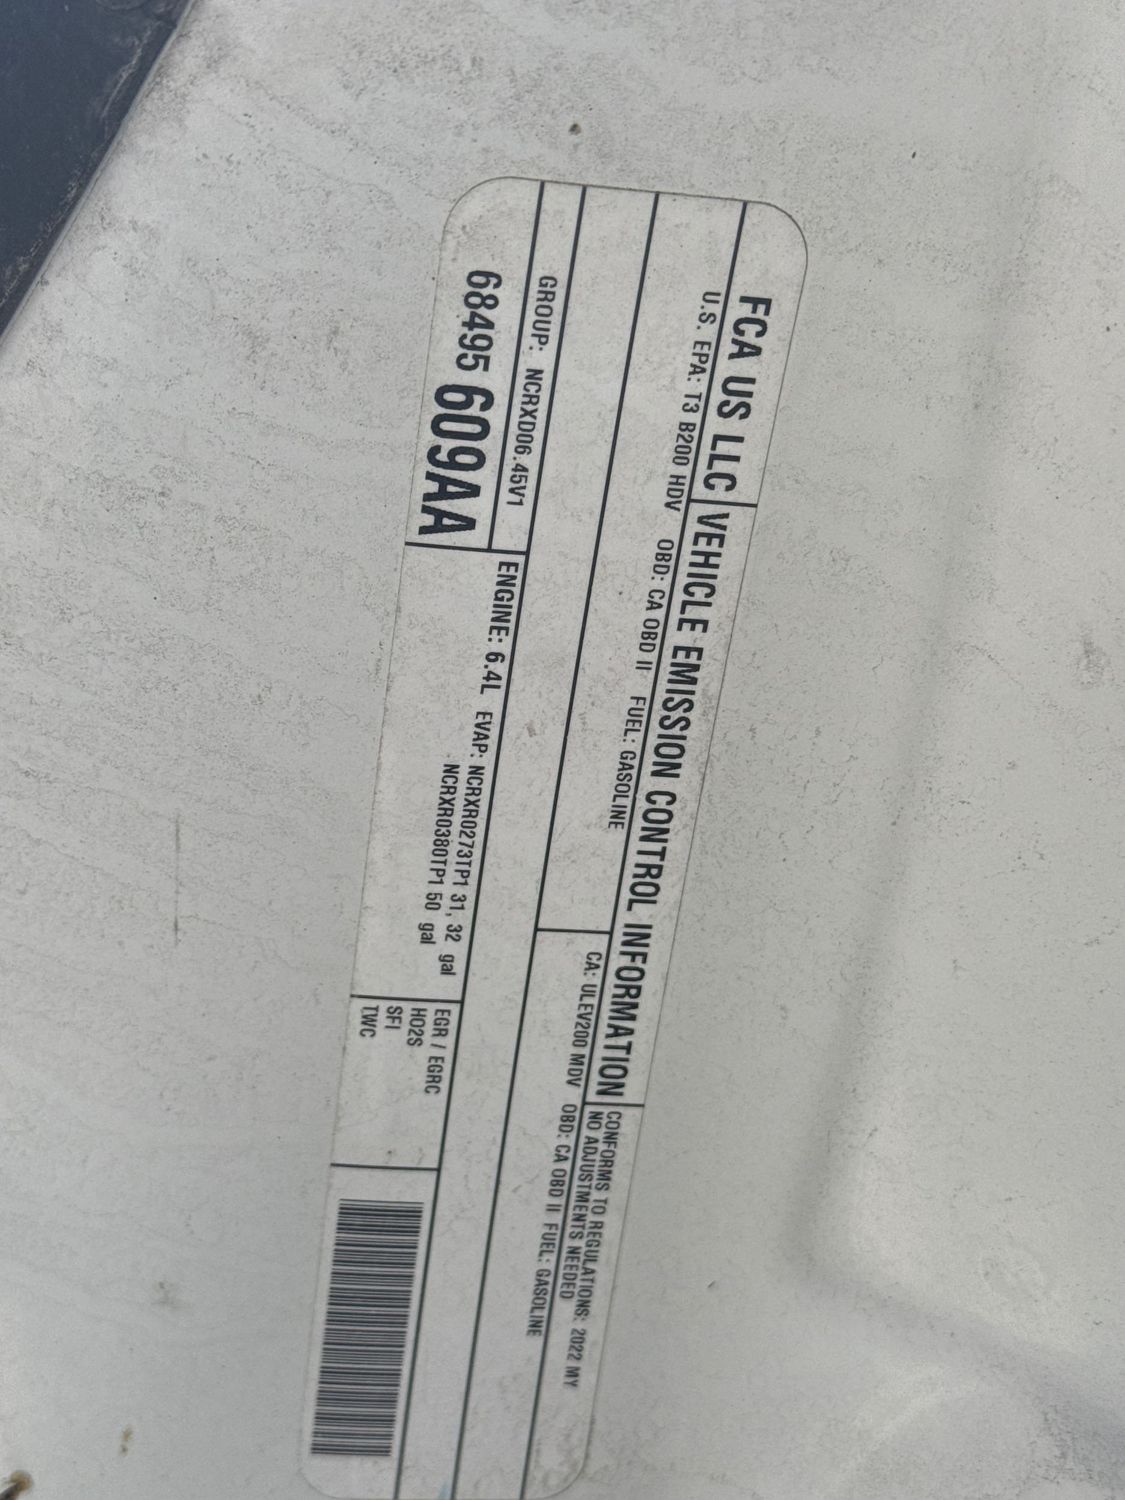 FCA US LLC
VEHICLE EMISSION CONTROL INFORMATION
CONFORMS TO REGULATIONS: 2022 MY
NO ADJUSTMENTS NEEDED
U.S. EPA: T3 B200 HDV OBD: CA OBD II FUEL: GASOLINE
CA: ULEV200 MDV OBD: CA OBD II FUEL: GASOLINE
GROUP: NCRXD06.45V1
68495 609AA
ENGINE: 6.4L EVAP: NCRXR0273TP1 31, 32 gal
NCRXR0380TP1 50 gal
EGR / EGRC
HO2S
SFI
TWC